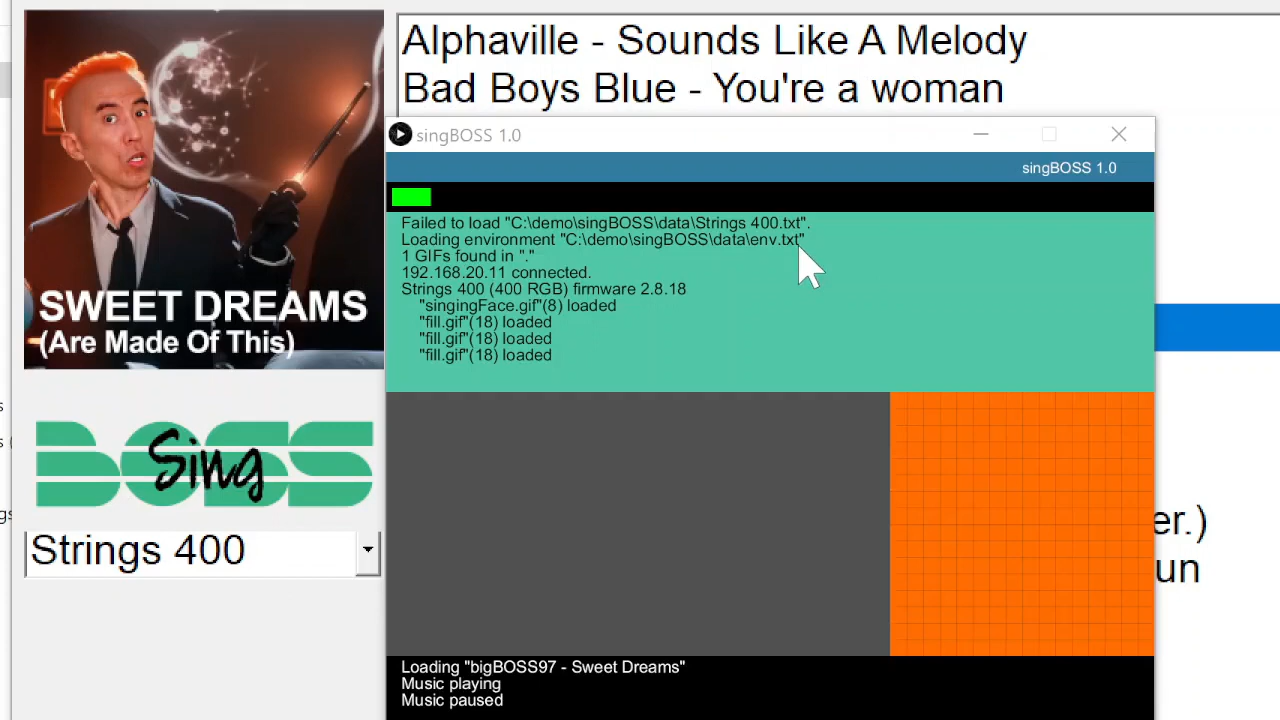 Alphaville - Sounds Like A Melody
Bad Boys Blue - You're a woman
singBOSS 1.0
singBOSS 1.0
Failed to load "C:\demo\singBOSS\data\Strings 400.txt".
Loading environment "C:\demo\singBOSS\data\env.txt"
1 GIFs found in "."
192.168.20.11 connected.
Strings 400 (400 RGB) firmware 2.8.18
"singingFace.gif"(8) loaded
"fill.gif"(18) loaded
"fill.gif"(18) loaded
"fill.gif"(18) loaded
SWEET DREAMS
(Are Made Of This)
BOSS
Sing
Strings 400
er.)
un
Loading "bigBOSS97 - Sweet Dreams"
Music playing
Music paused